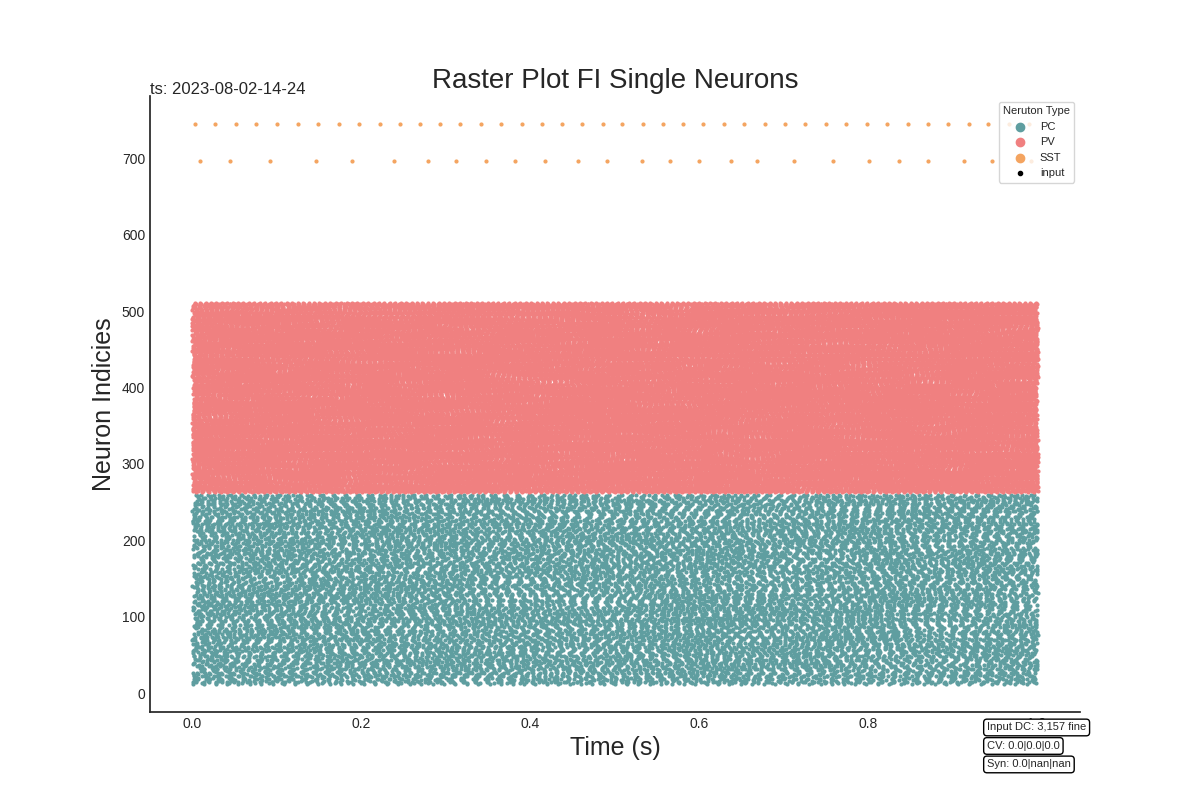 Raster Plot FI Single Neurons
ts: 2023-08-02-14-24
Neruton Type
PC
PV
SST
input
Neuron Indicies
700
600
500
400
300
200
100
0
0.0
0.2
0.4
0.6
0.8
Time (s)
Input DC: 3,157 fine
CV: 0.0|0.0|0.0
Syn: 0.0|nan|nan